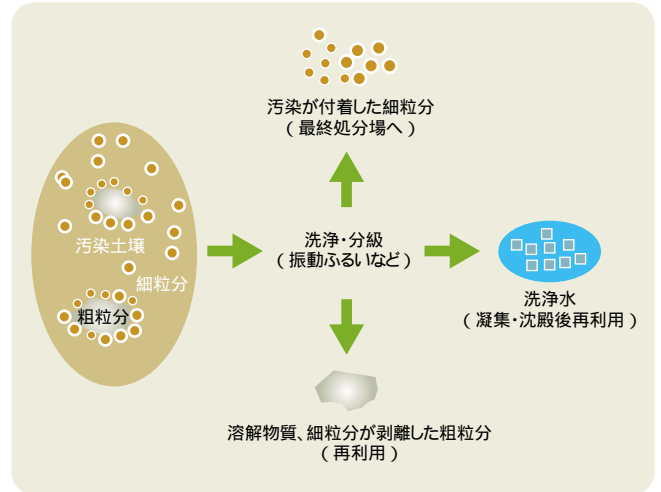 汚染が付着した細粒分
（最終処分場へ）
汚染土壌
細粒分
粗粒分
洗浄・分級
（振動ふるいなど）
洗浄水
（凝集・沈殿後再利用）
溶解物質、細粒分が剥離した粗粒分
（再利用）